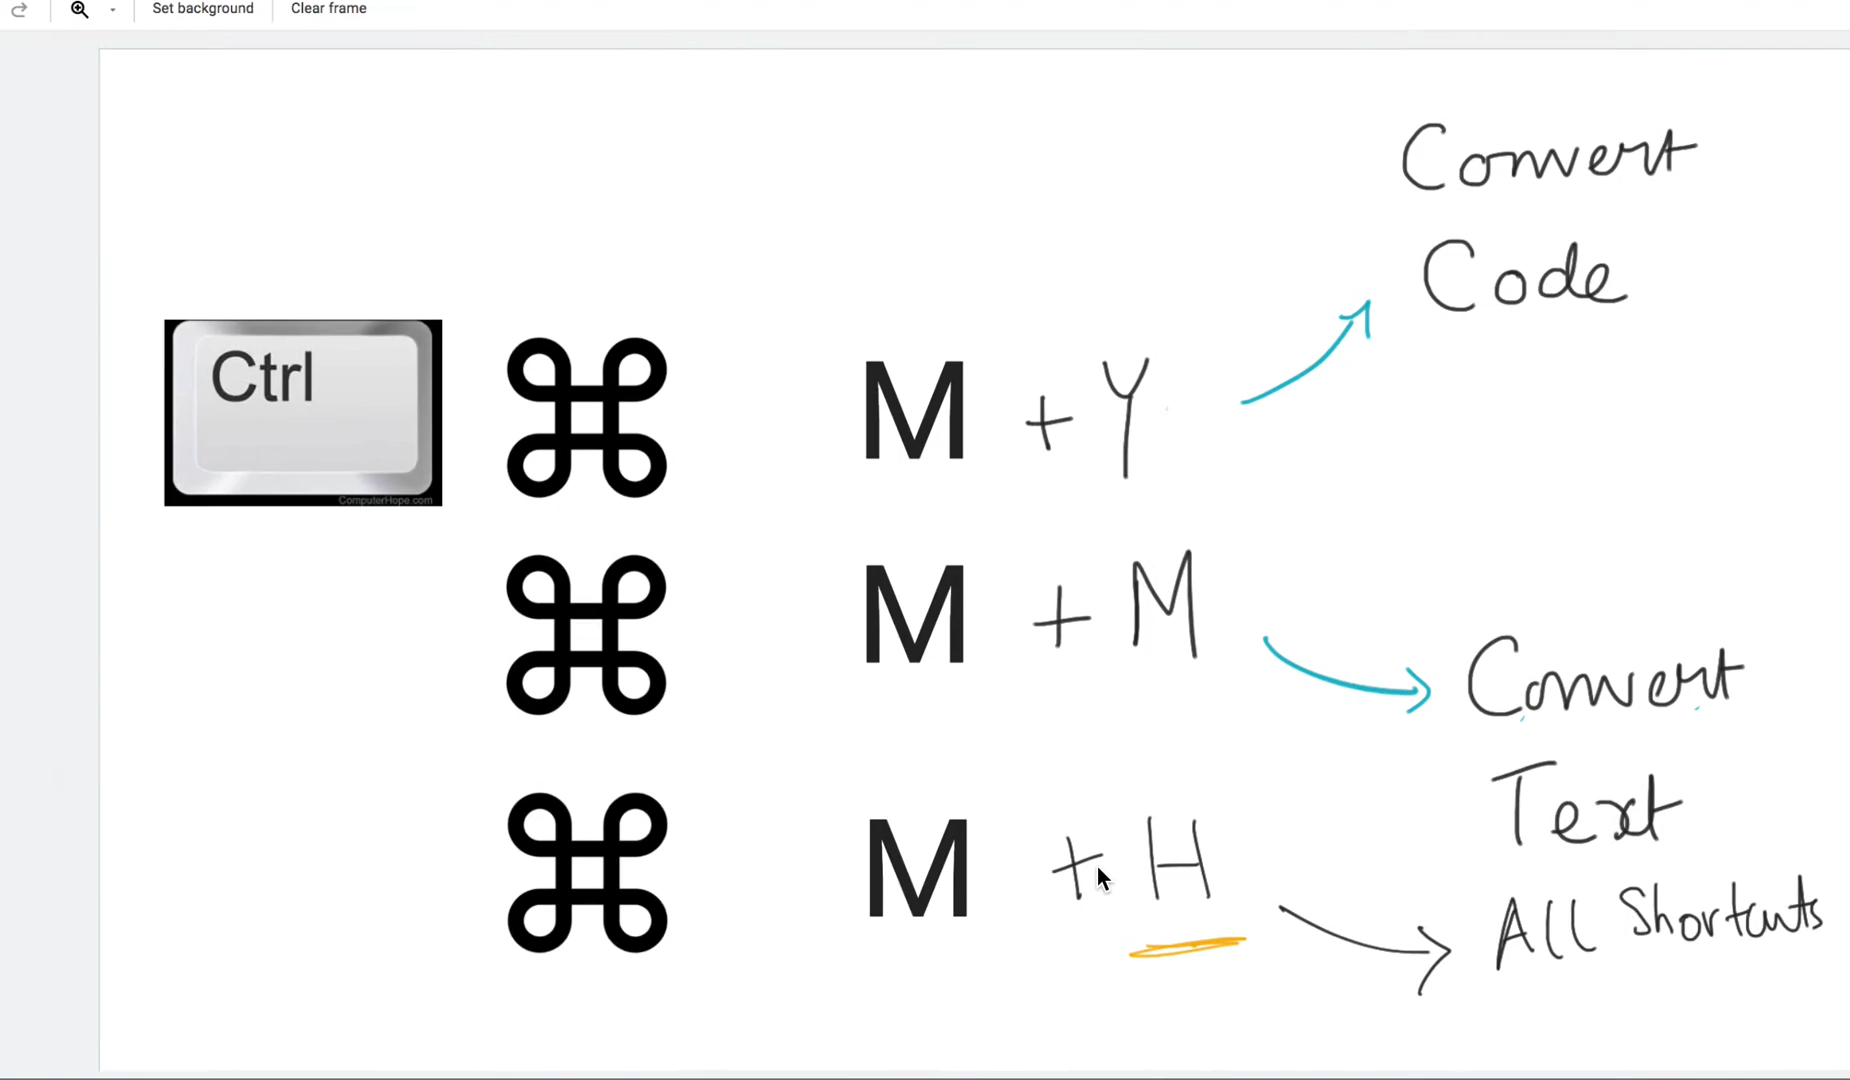 Set background Clear frame
Convert
Code
Ctrl
ComputerHope.com
M + Y
M + M
Convert
Text
M + H
All Shortcuts